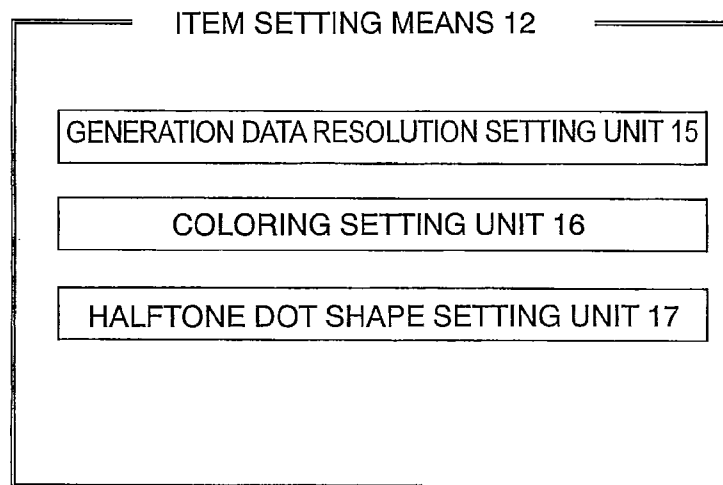 ITEM SETTING MEANS 12
GENERATION DATA RESOLUTION SETTING UNIT 15
COLORING SETTING UNIT 16
HALFTONE DOT SHAPE SETTING UNIT 17